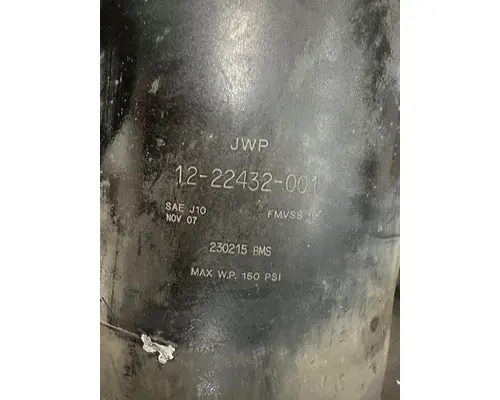 JWP
12-22432-001
SAE J10 FMVSS
NOV 07
230215 BMS
MAX. W.P. 150 PSI